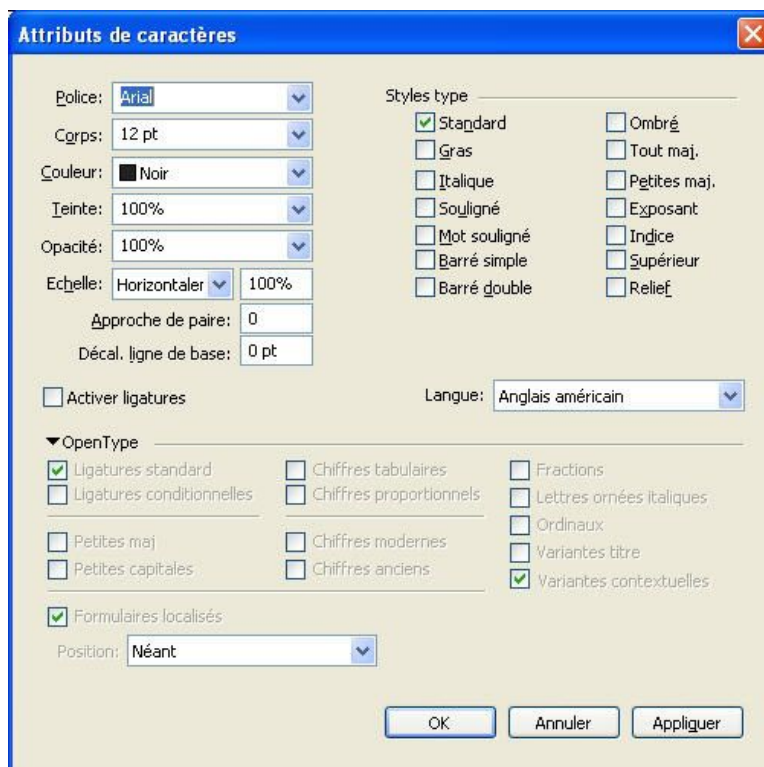 Attributs de caractères
Police: Arial
Corps: 12 pt
Couleur: Noir
Teinte: 100%
Opacité: 100%
Echelle: Horizontaler 100%
Approche de paire: 0
Décal. ligne de base: 0 pt
Styles type
Standard Ombré
Gras Tout maj.
Italique Petites maj.
Souligné Exposant
Mot souligné Indice
Barré simple Supérieur
Barré double Relief
Activer ligatures
Langue: Anglais américain
OpenType
Ligatures standard Chiffres tabulaires Fractions
Ligatures conditionnelles Chiffres proportionnels Lettres ornées italiques
Ordinaux
Petites maj Chiffres modernes Variantes titre
Petites capitales Chiffres anciens Variantes contextuelles
Formulaires localisés
Position: Néant
OK Annuler Appliquer